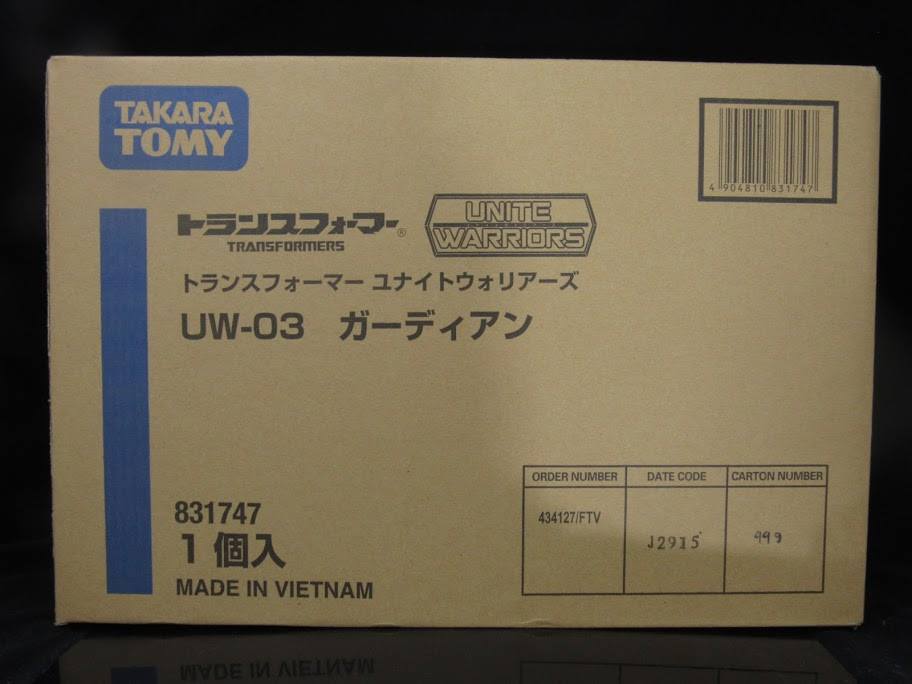 TAKARA
TOMY
4 904810 831747
トランスフォーマー®
TRANSFORMERS
UNITE
WARRIORS
トランスフォーマー ユナイトウォリアーズ
UW-03 ガーディアン
ORDER NUMBER DATE CODE CARTON NUMBER
434127/FTV J2915 999
831747
1個入
MADE IN VIETNAM